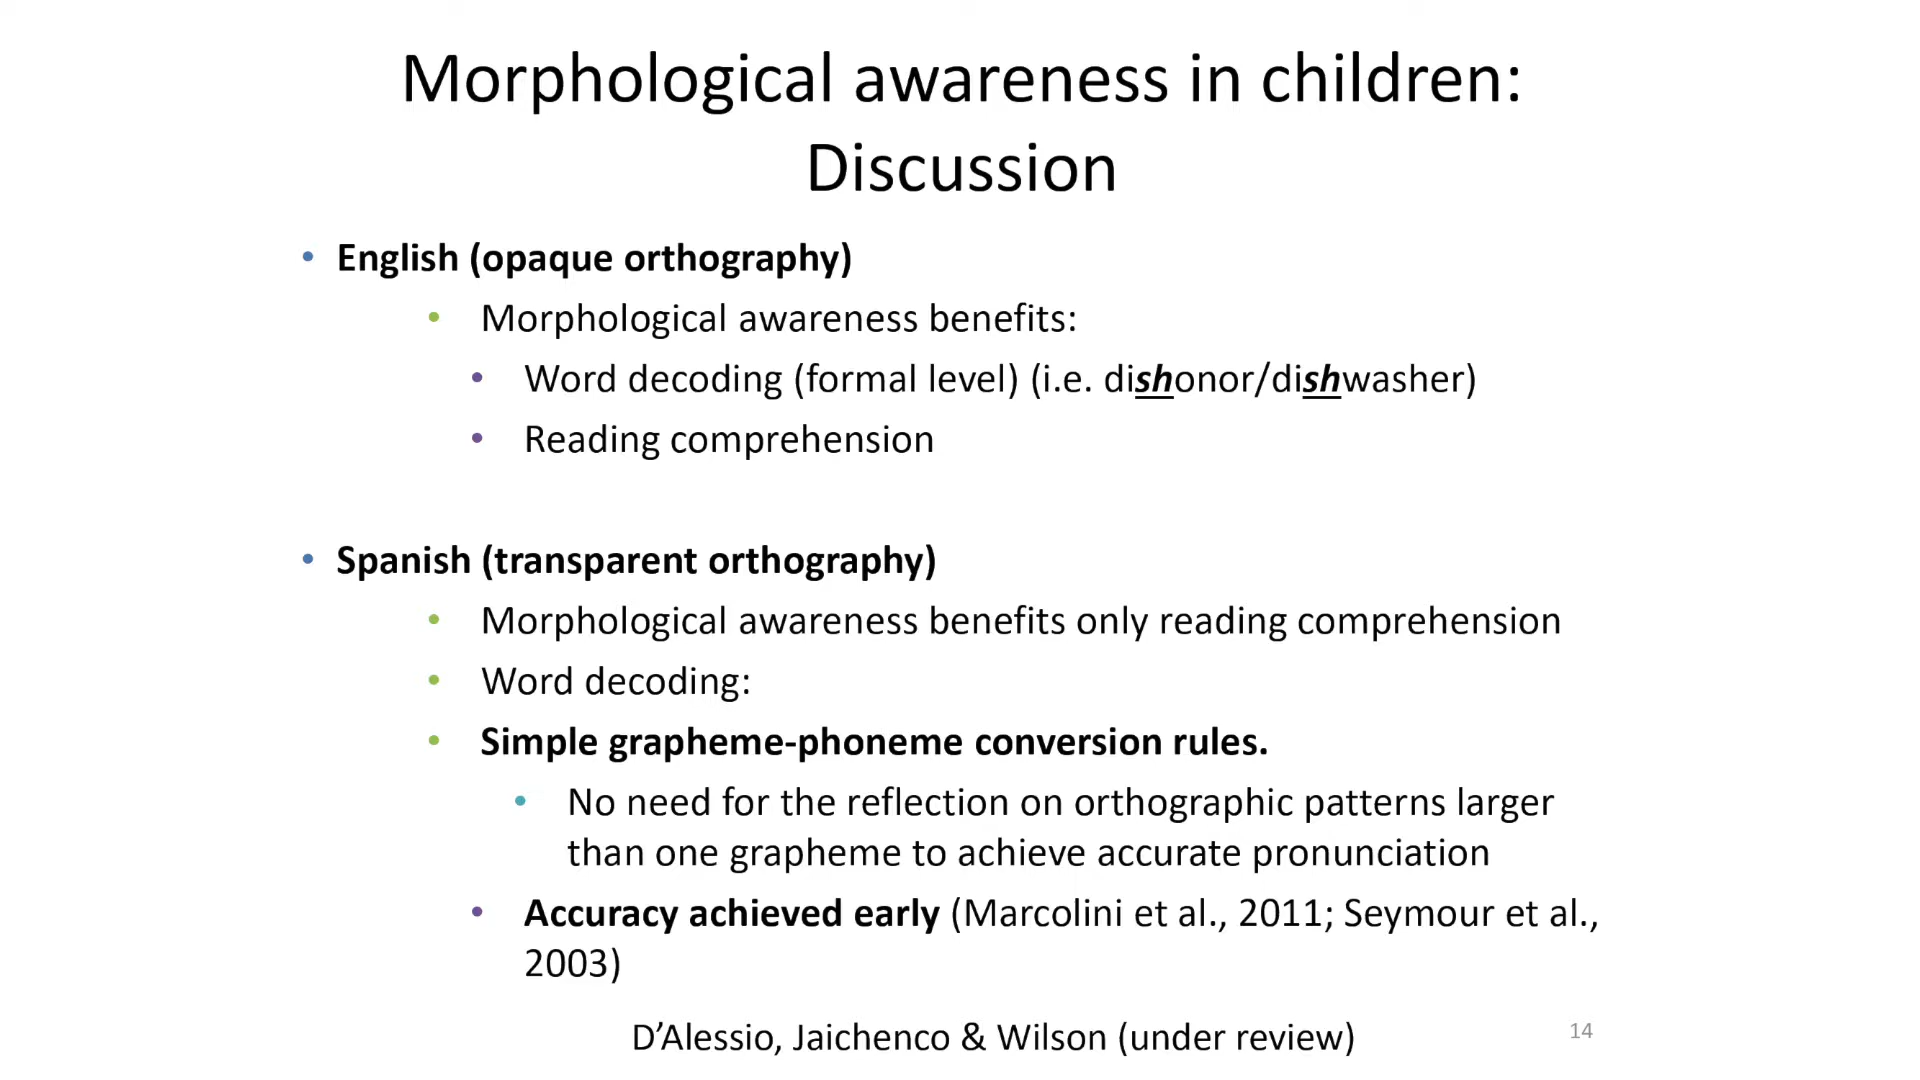 Morphological awareness in children:
Discussion
• English (opaque orthography)
• Morphological awareness benefits:
• Word decoding (formal level) (i.e. dishonor/dishwasher)
• Reading comprehension
• Spanish (transparent orthography)
• Morphological awareness benefits only reading comprehension
• Word decoding:
• Simple grapheme-phoneme conversion rules.
• No need for the reflection on orthographic patterns larger
than one grapheme to achieve accurate pronunciation
• Accuracy achieved early (Marcolini et al., 2011; Seymour et al.,
2003)
D’Alessio, Jaichenco & Wilson (under review)
14